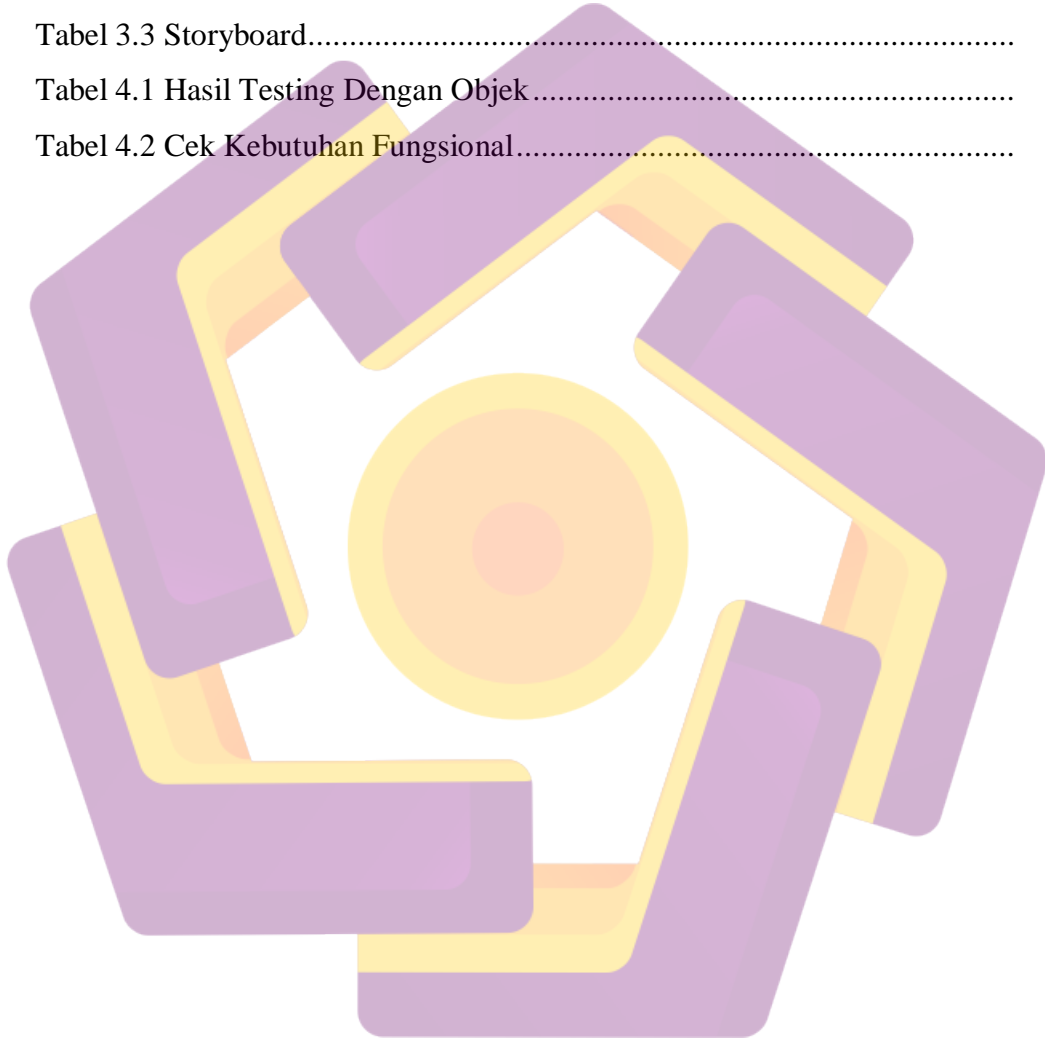 Tabel 3.3 Storyboard...........................................................................
Tabel 4.1 Hasil Testing Dengan Objek...................................................
Tabel 4.2 Cek Kebutuhan Fungsional.....................................................